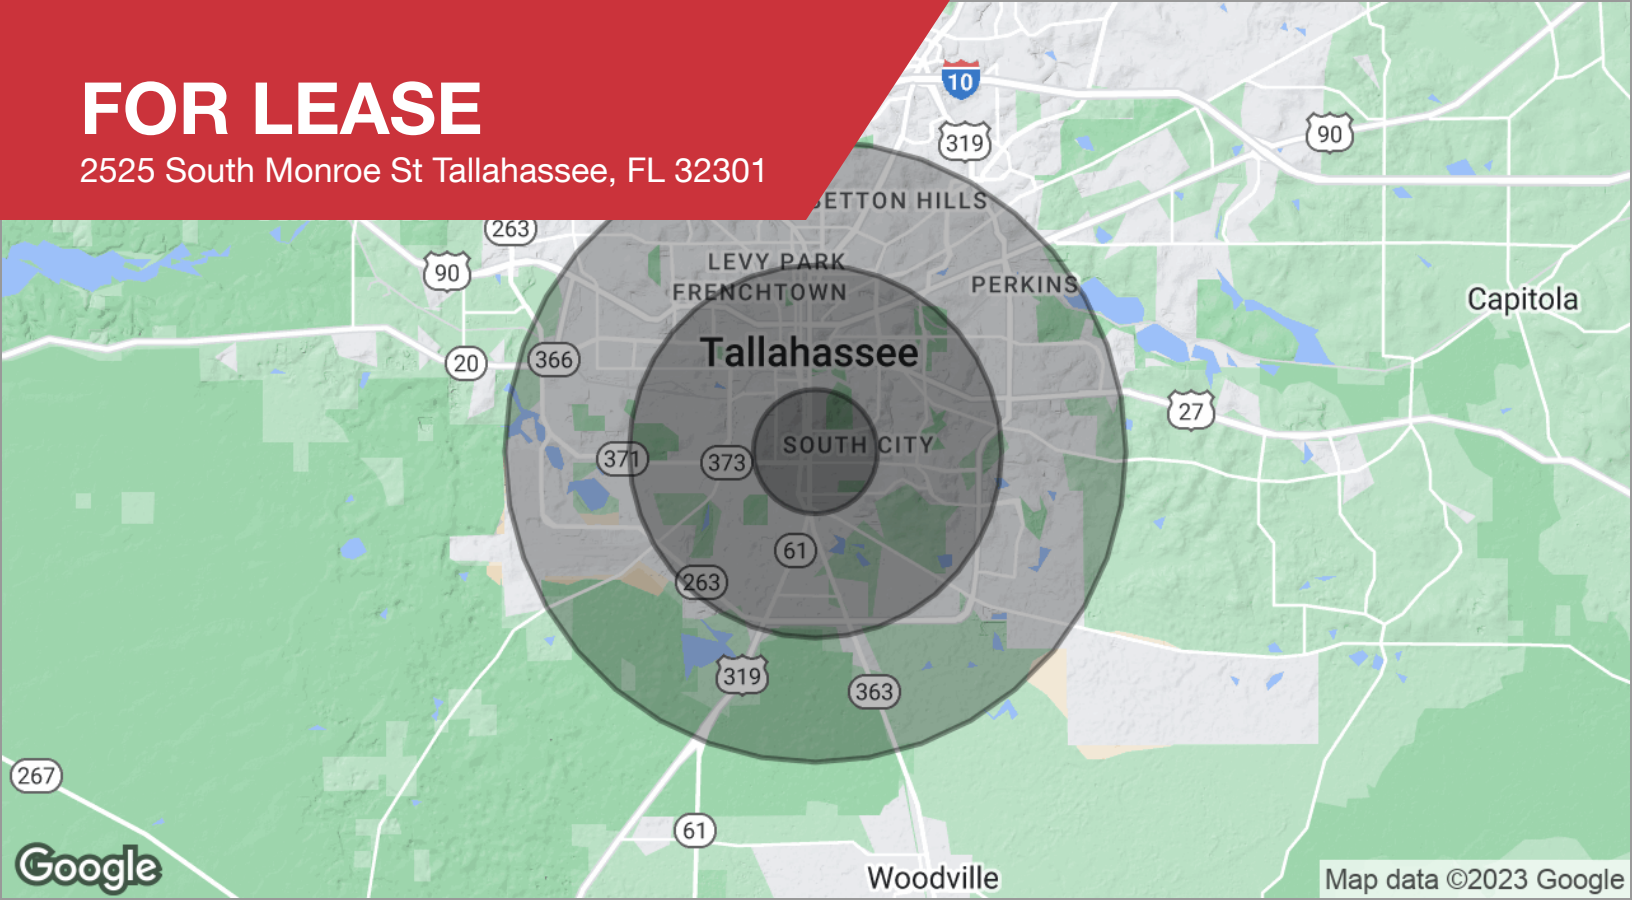 FOR LEASE
2525 South Monroe St Tallahassee, FL 32301
10
319
90
ETTON HILLS
263
90
LEVY PARK
FRENCHTOWN
PERKINS
Capitola
Tallahassee
20
366
27
SOUTH CITY
371
373
61
263
319
363
267
61
Woodville
Google
Map data ©2023 Google